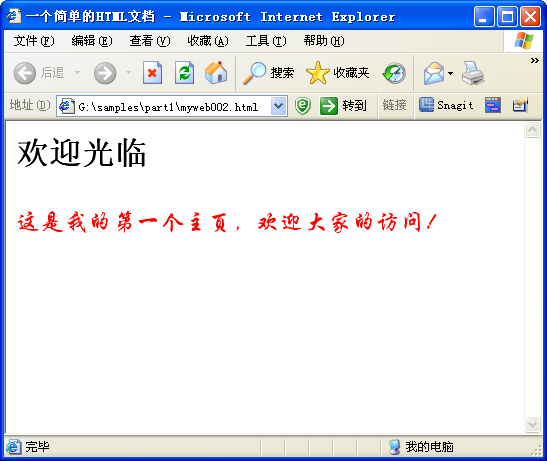 一个简单的HTML文档 - Microsoft Internet Explorer
文件(F) 编辑(E) 查看(V) 收藏(A) 工具(T) 帮助(H)
后退 搜索 收藏夹
地址(D) G:\samples\part1\myweb002.html 转到 链接 SnagIt
欢迎光临
这是我的第一个主页，欢迎大家的访问！
完毕 我的电脑